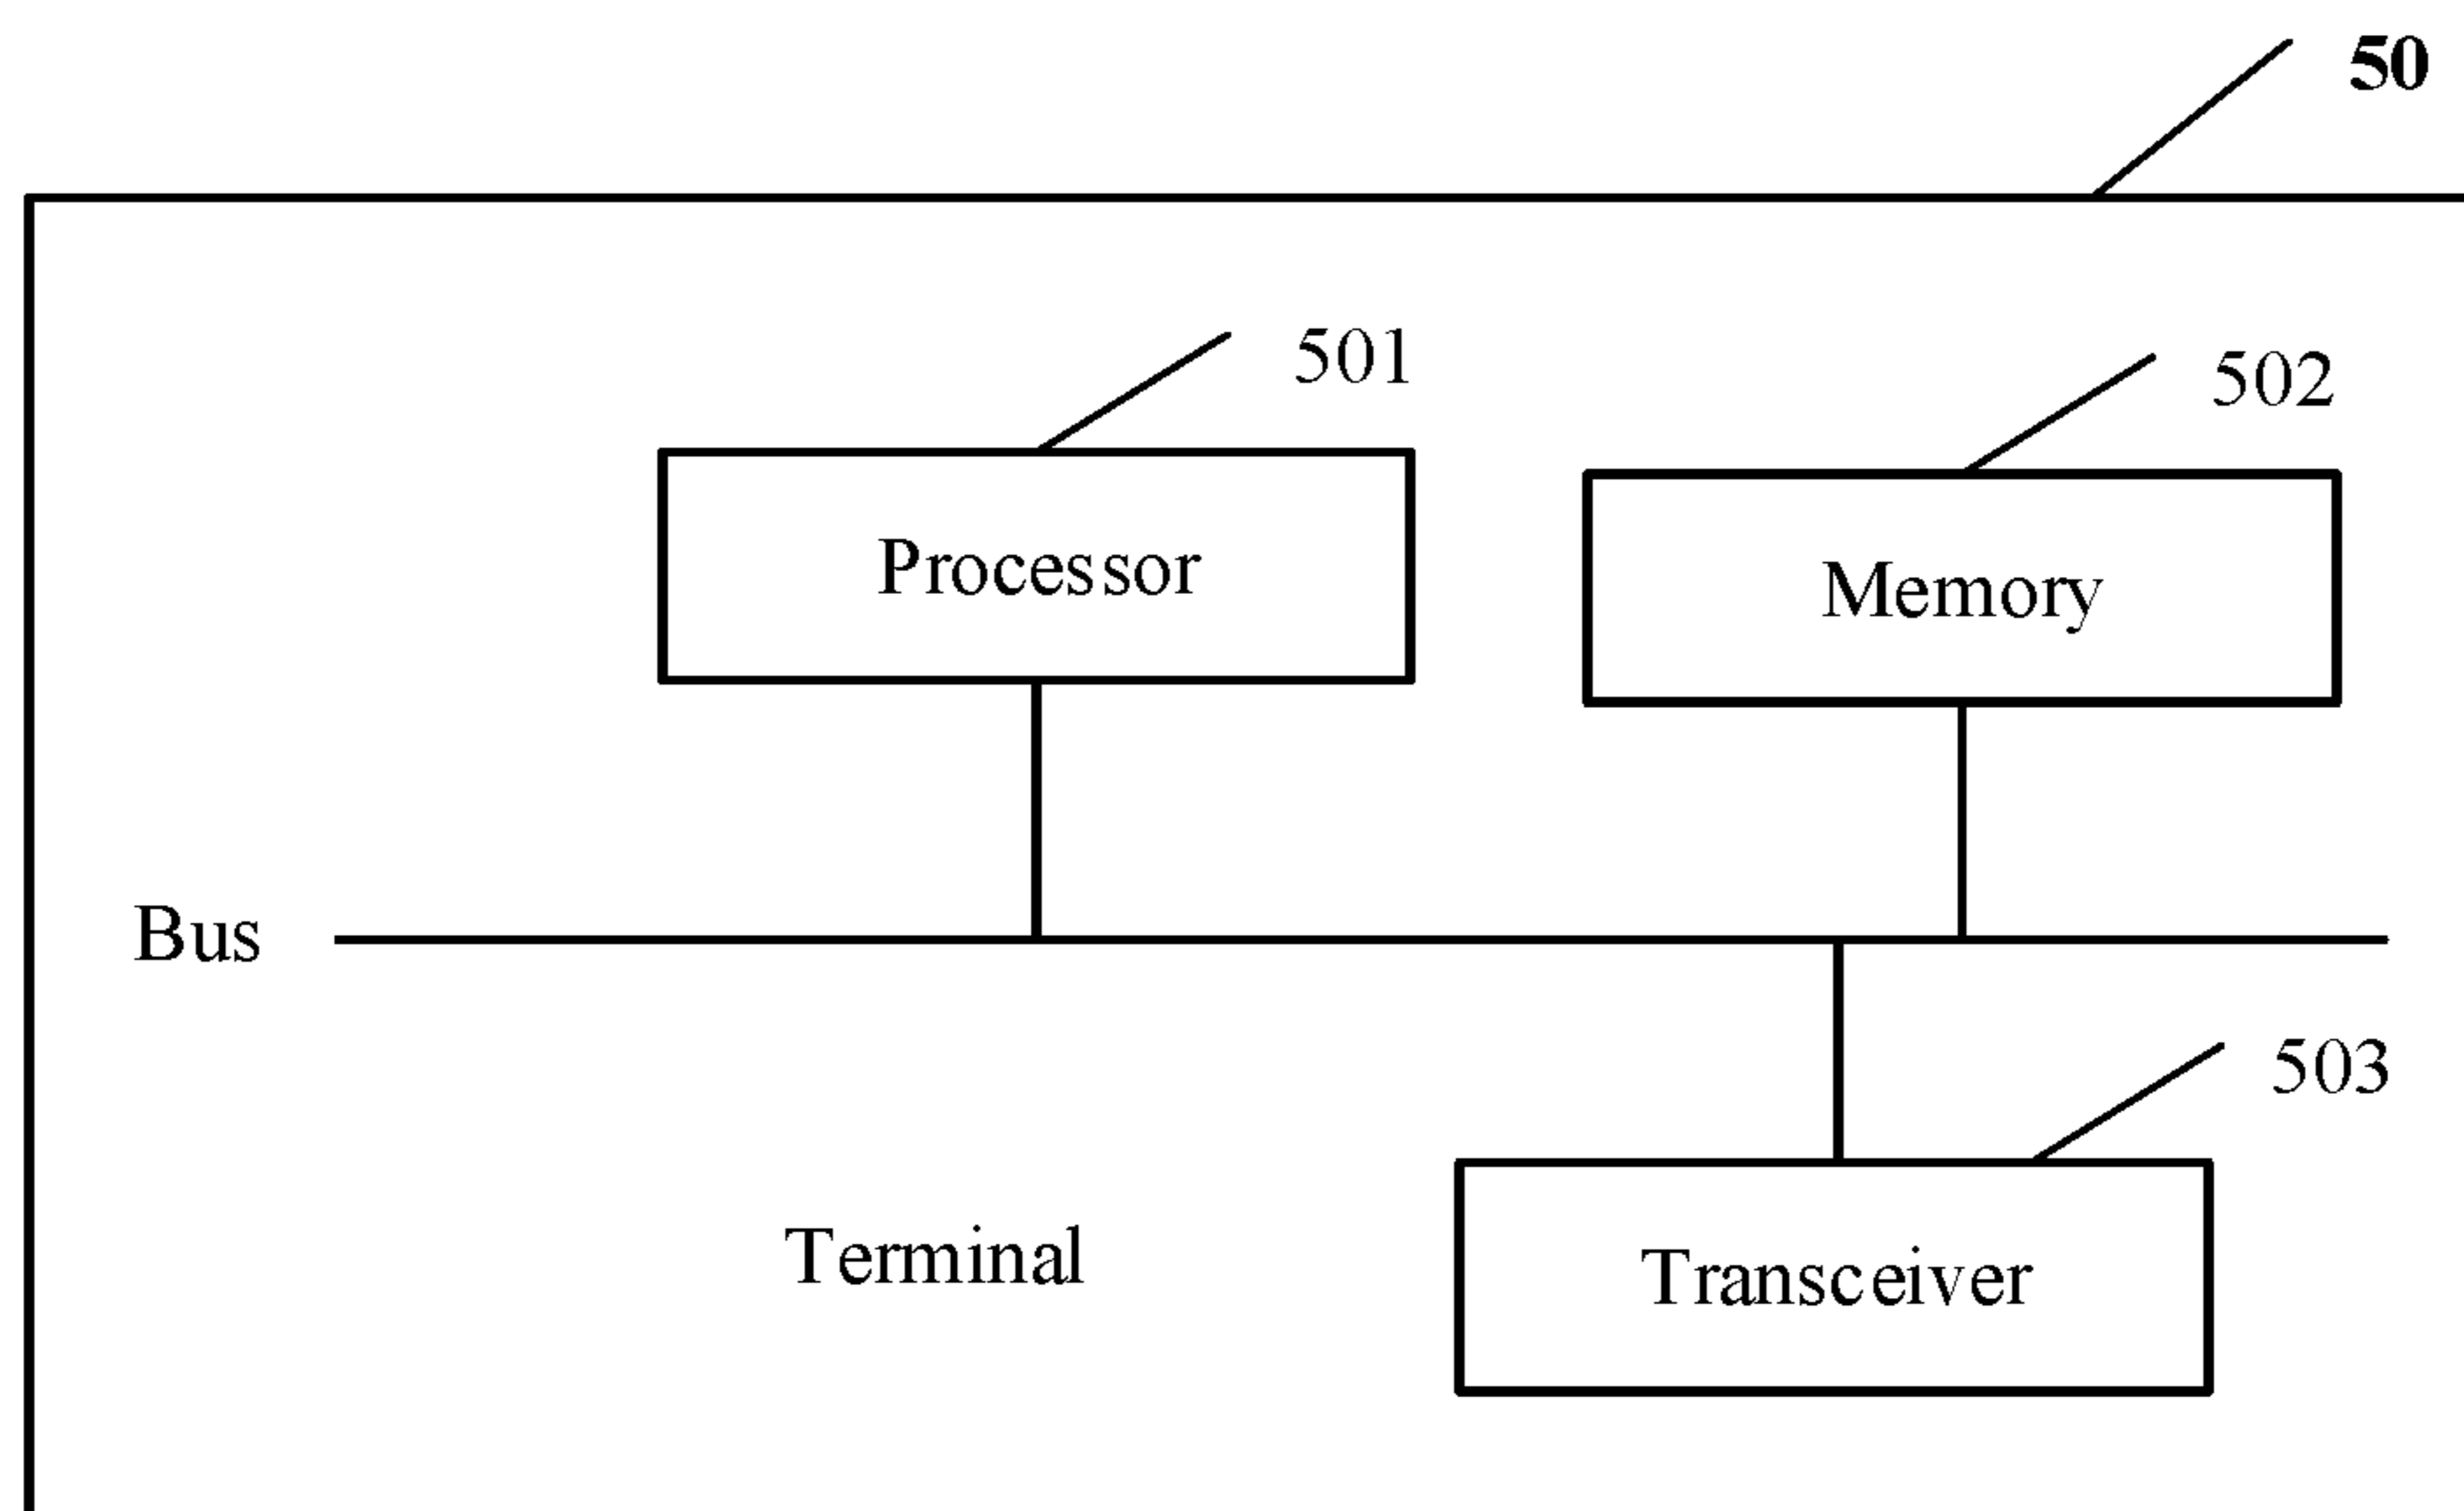 50
501
502
Processor
Memory
Bus
503
Terminal
Transceiver